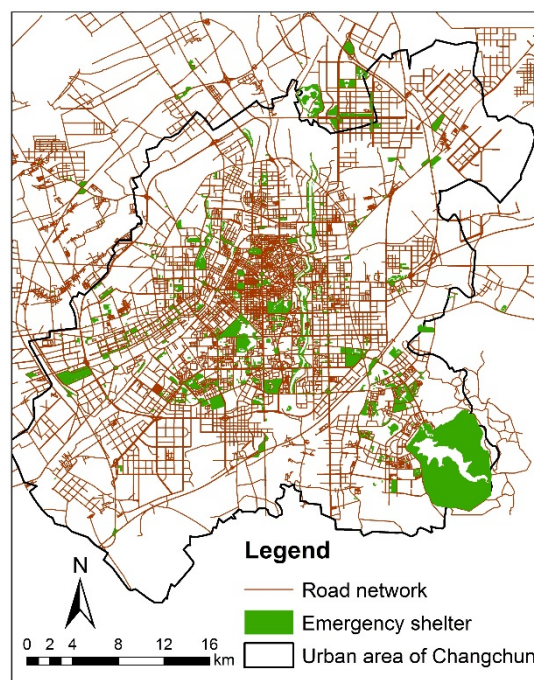 Legend
N
Road network
Emergency shelter
0 2 4 8 12 16
km
Urban area of Changchun